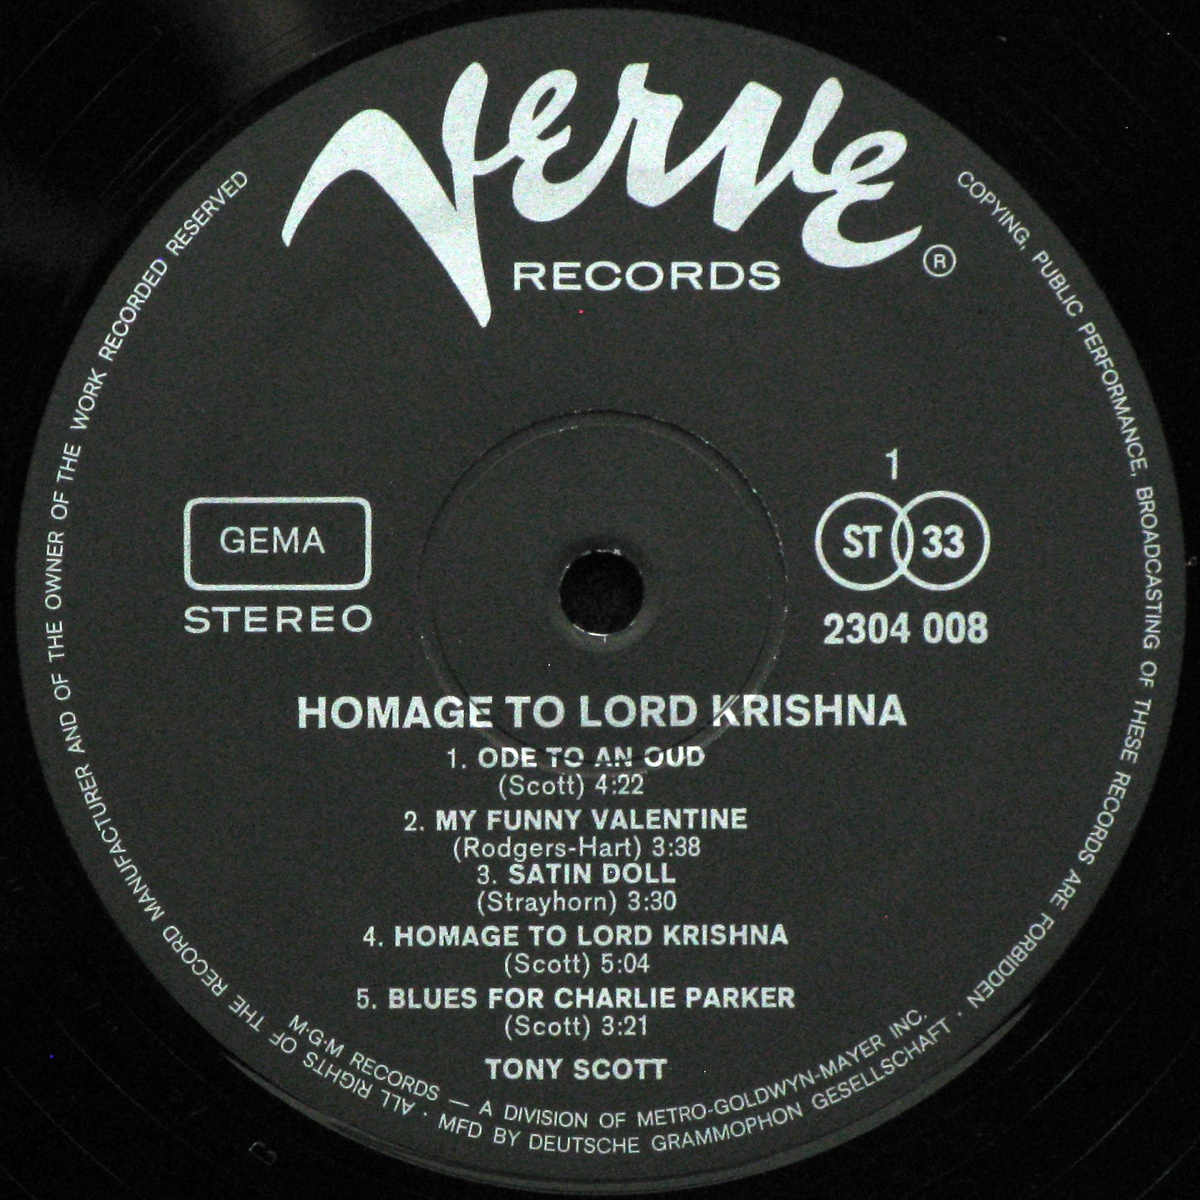 Verve
RECORDS
®
GEMA
STEREO
1
ST 33
2304 008
HOMAGE TO LORD KRISHNA
1. ODE TO AN OUD
(Scott) 4:22
2. MY FUNNY VALENTINE
(Rodgers-Hart) 3:38
3. SATIN DOLL
(Strayhorn) 3:30
4. HOMAGE TO LORD KRISHNA
(Scott) 5:04
5. BLUES FOR CHARLIE PARKER
(Scott) 3:21
TONY SCOTT
M·G·M RECORDS — A DIVISION OF METRO-GOLDWYN-MAYER INC.
MFD BY DEUTSCHE GRAMMOPHON GESELLSCHAFT · ALL RIGHTS OF THE RECORD MANUFACTURER AND OF THE OWNER OF THE WORK RECORDED RESERVED
COPYING, PUBLIC PERFORMANCE, BROADCASTING OF THESE RECORDS ARE FORBIDDEN ·